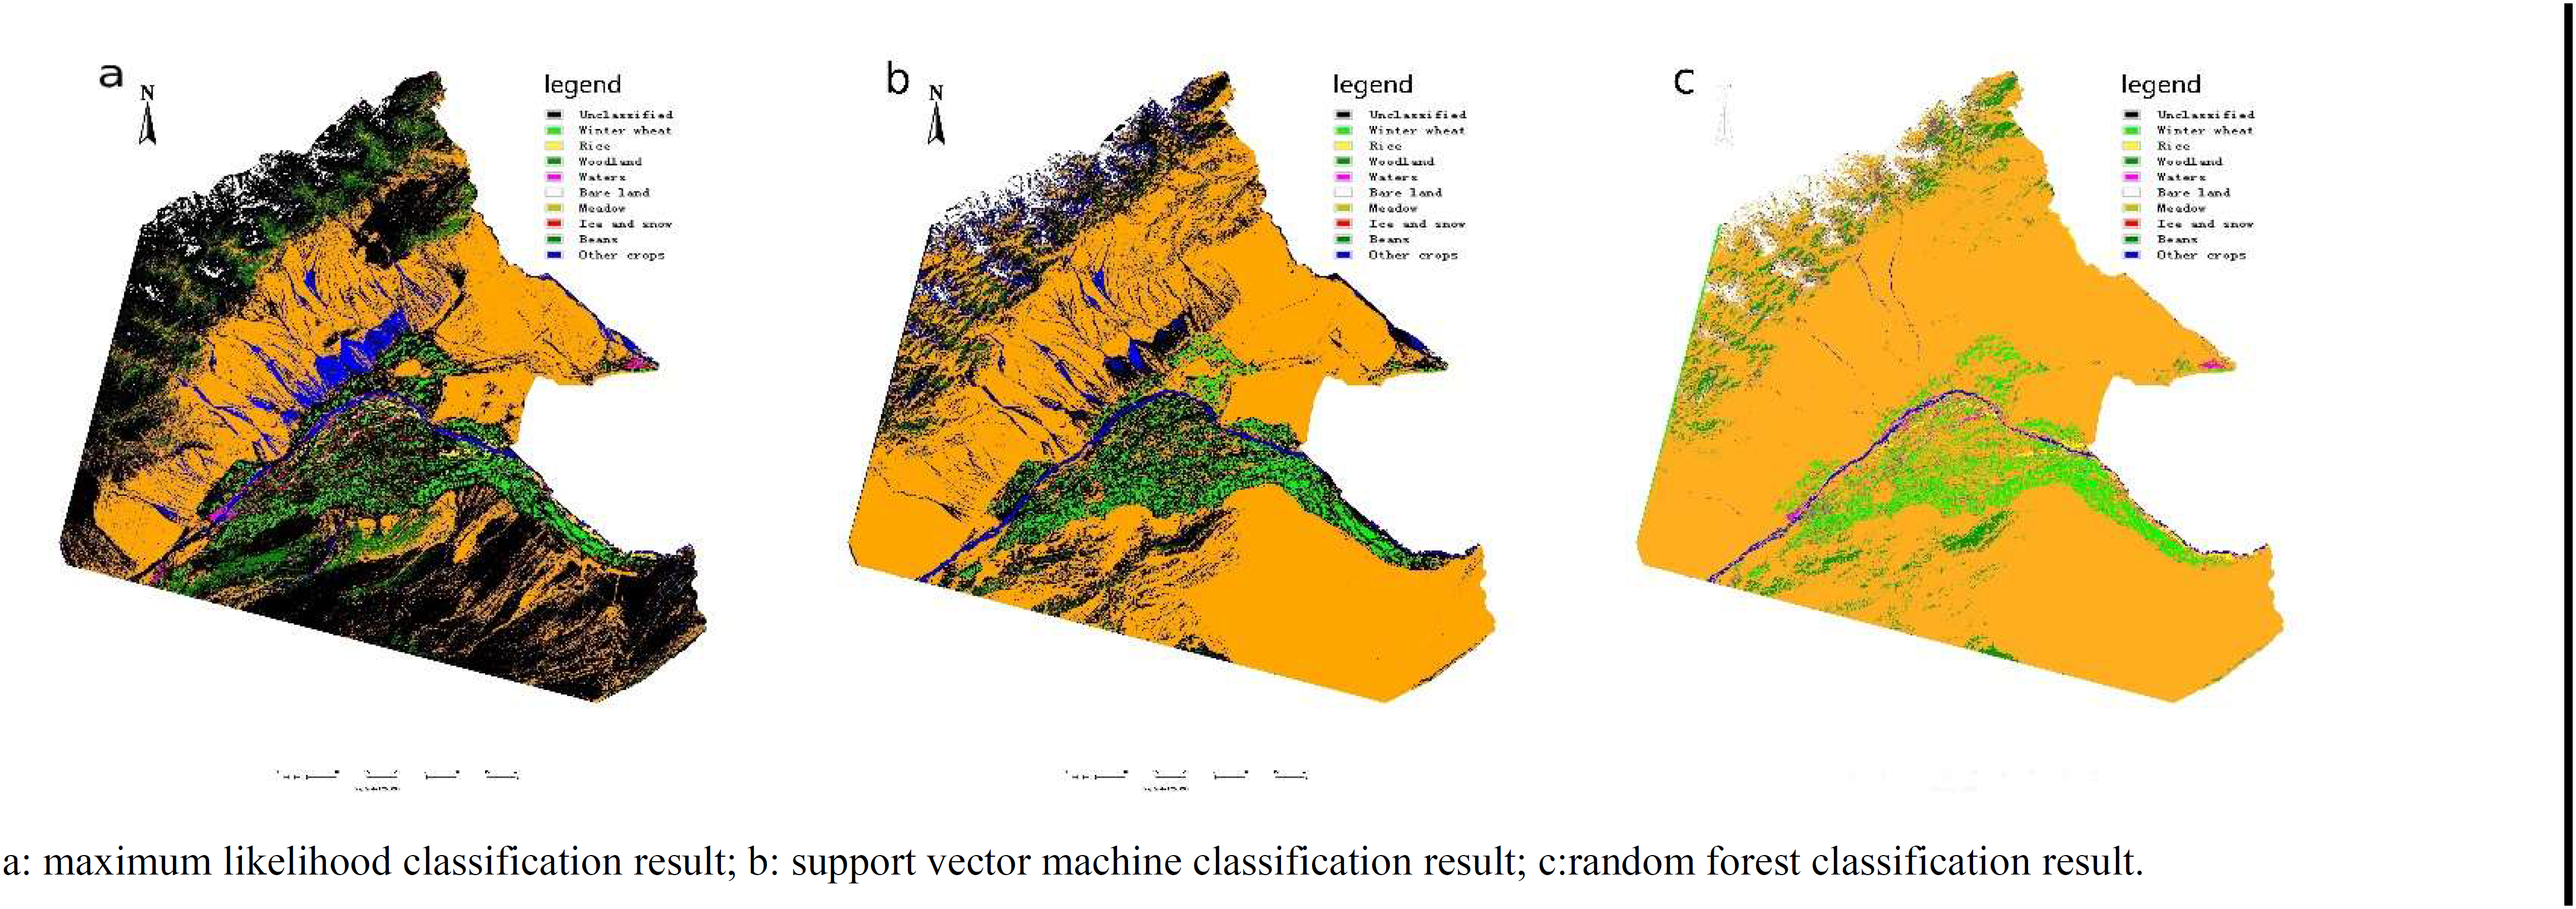 a
N
legend
Unclassified
Winter wheat
Rice
Woodland
Waters
Bare land
Meadow
Ice and snow
Beans
Other crops
b
N
legend
Unclassified
Winter wheat
Rice
Woodland
Waters
Bare land
Meadow
Ice and snow
Beans
Other crops
c
legend
Unclassified
Winter wheat
Rice
Woodland
Waters
Bare land
Meadow
Ice and snow
Beans
Other crops
a: maximum likelihood classification result; b: support vector machine classification result; c:random forest classification result.